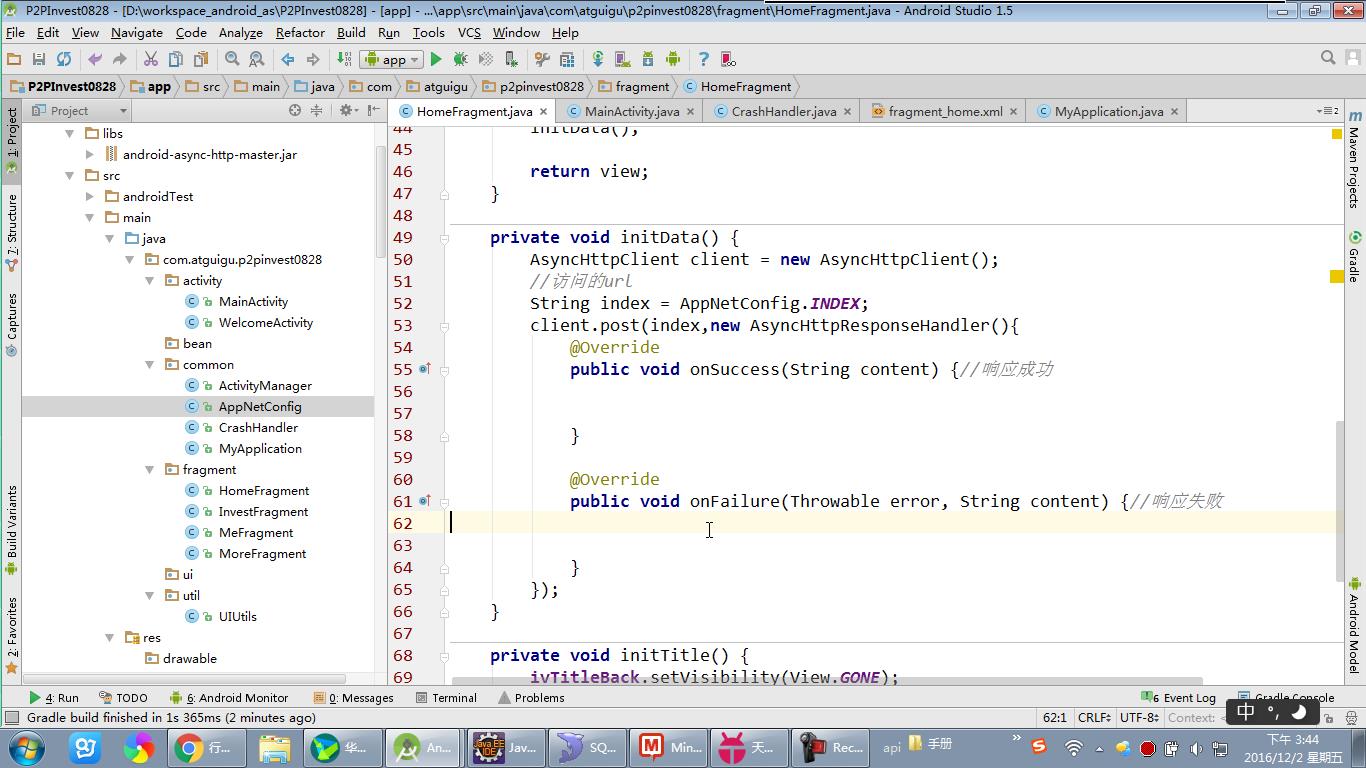 P2PInvest0828 - [D:\workspace_android_as\P2PInvest0828] - [app] - ...\app\src\main\java\com\atguigu\p2pinvest0828\fragment\HomeFragment.java - Android Studio 1.5
File Edit View Navigate Code Analyze Refactor Build Run Tools VCS Window Help
app
P2PInvest0828 app src main java com atguigu p2pinvest0828 fragment HomeFragment
Project
HomeFragment.java MainActivity.java CrashHandler.java fragment_home.xml MyApplication.java
libs
android-async-http-master.jar
src
androidTest
main
java
com.atguigu.p2pinvest0828
activity
MainActivity
WelcomeActivity
bean
common
ActivityManager
AppNetConfig
CrashHandler
MyApplication
fragment
HomeFragment
InvestFragment
MeFragment
MoreFragment
ui
util
UIUtils
res
drawable
1: Project
7: Structure
Captures
Build Variants
2: Favorites
44 initData();
45
46 return view;
47 }
48
49 private void initData() {
50 AsyncHttpClient client = new AsyncHttpClient();
51 //访问的url
52 String index = AppNetConfig.INDEX;
53 client.post(index,new AsyncHttpResponseHandler(){
54 @Override
55 public void onSuccess(String content) {//响应成功
56
57
58 }
59
60 @Override
61 public void onFailure(Throwable error, String content) {//响应失败
62
63
64 }
65 });
66 }
67
68 private void initTitle() {
69 ivTitleBack.setVisibility(View.GONE);
Maven Projects
Gradle
Android Model
4: Run TODO 6: Android Monitor 0: Messages Terminal Problems 6 Event Log Gradle Console
Gradle build finished in 1s 365ms (2 minutes ago) 62:1 CRLF UTF-8 Context:
中
行... 华... An... Jav... SQ... Min... 天... Rec... api 手册
下午 3:44
2016/12/2 星期五